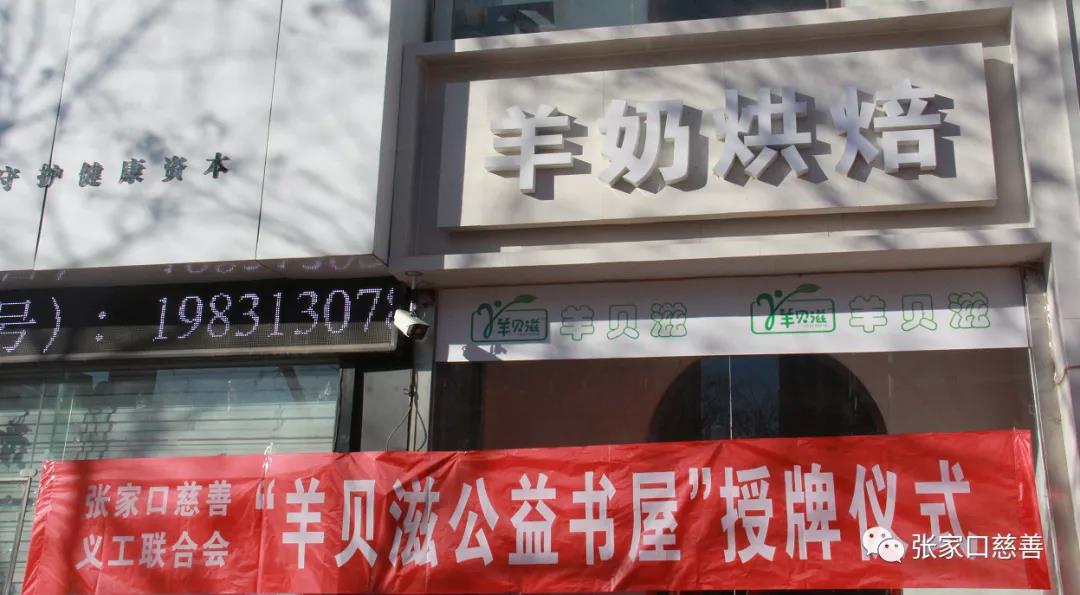 羊奶烘焙
守护健康资本
号)：198313078
羊贝滋 羊贝滋 羊贝滋 羊贝滋
张家口慈善
义工联合会
“羊贝滋公益书屋”授牌仪式
张家口慈善